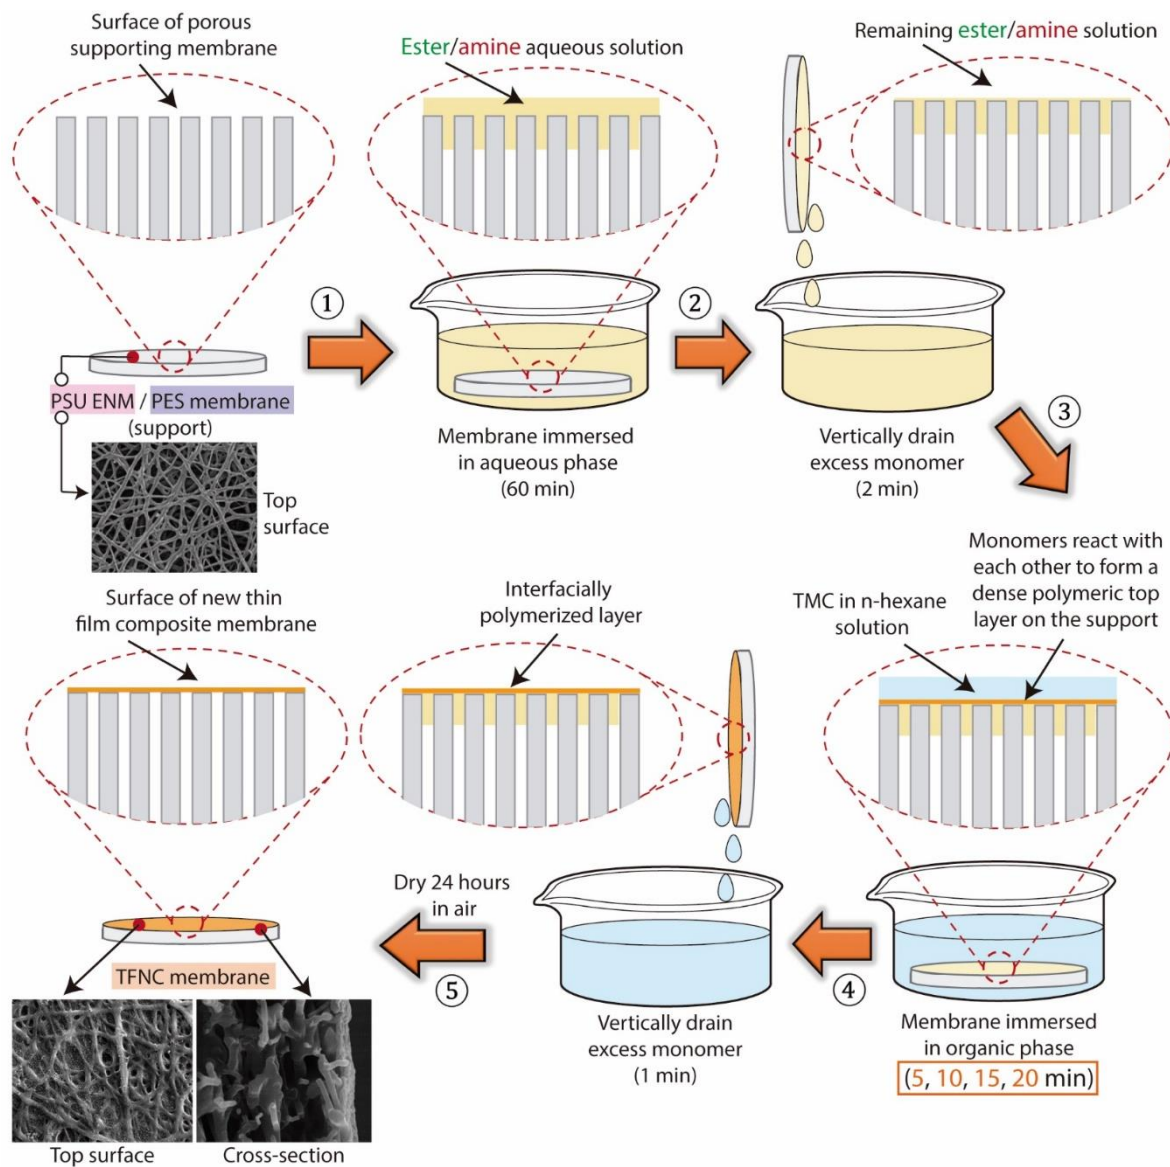 Surface of porous
supporting membrane
Ester/amine aqueous solution
Remaining ester/amine solution
①
②
PSU ENM / PES membrane
(support)
Top
surface
Membrane immersed
in aqueous phase
(60 min)
Vertically drain
excess monomer
(2 min)
③
Monomers react with
each other to form a
dense polymeric top
layer on the support
TMC in n-hexane
solution
Interfacially
polymerized layer
Surface of new thin
film composite membrane
④
Membrane immersed
in organic phase
(5, 10, 15, 20 min)
Vertically drain
excess monomer
(1 min)
Dry 24 hours
in air
⑤
TFNC membrane
Top surface
Cross-section